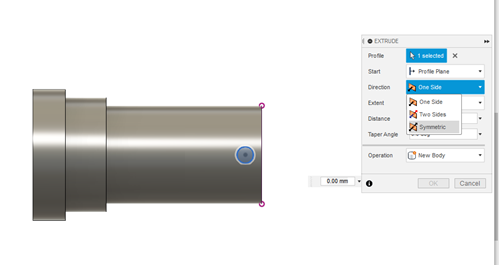 EXTRUDE
Profile 1 selected
Start Profile Plane
Direction One Side
Extent One Side
Distance Two Sides
Symmetric
Taper Angle
Operation New Body
0.00 mm
OK Cancel